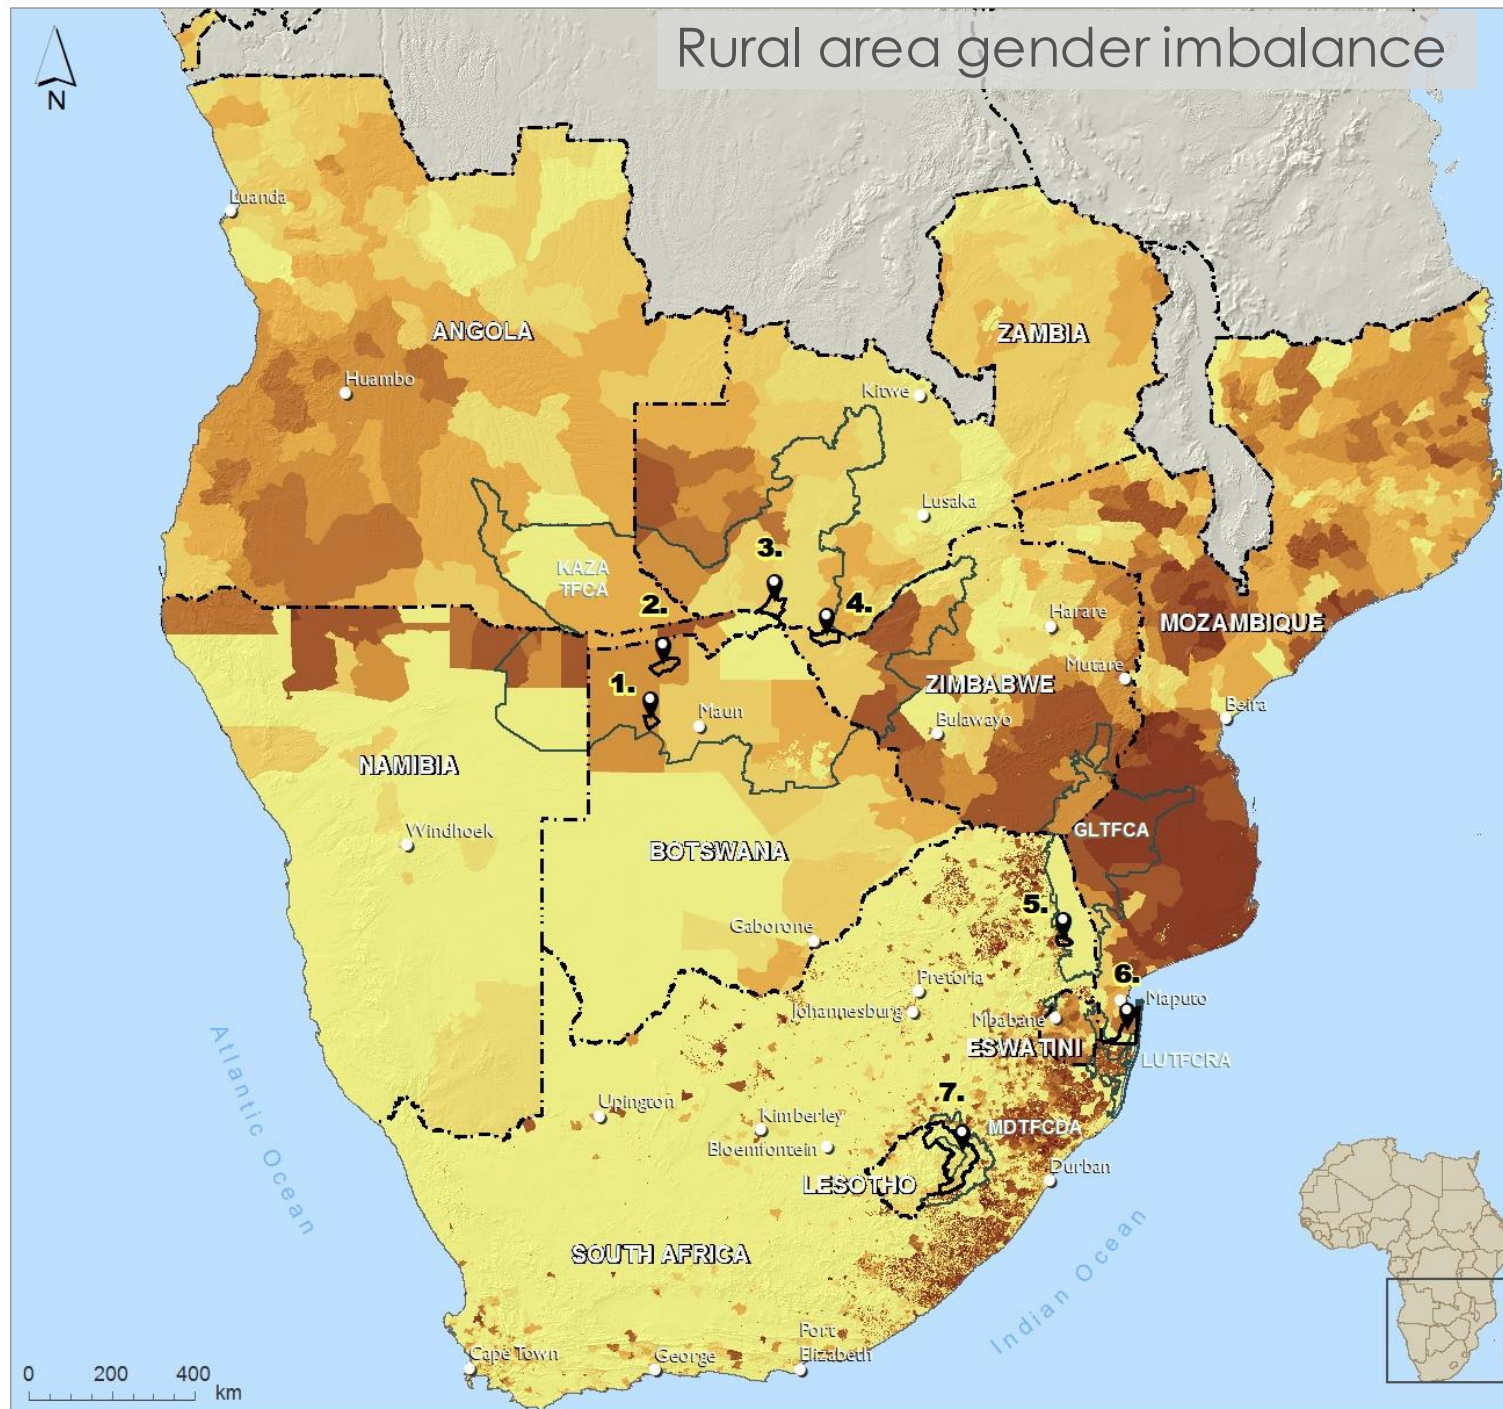 Rural area gender imbalance
N
Luanda
ANGOLA
ZAMBIA
Huambo
Kitwe
Lusaka
3.
KAZA
TFCA
2.
4.
Harare
MOZAMBIQUE
Mutare
1.
ZIMBABWE
Maun
Bulawayo
Beira
NAMIBIA
Windhoek
GLTFCA
BOTSWANA
5.
Gaborone
6.
Pretoria
Maputo
Johannesburg
Mbabane
ESWATINI
LUTFCRA
Atlantic Ocean
7.
Upington
Kimberley
MDTFCDA
Bloemfontein
Durban
LESOTHO
SOUTH AFRICA
Indian Ocean
Port
Elizabeth
Cape Town
George
0 200 400
km